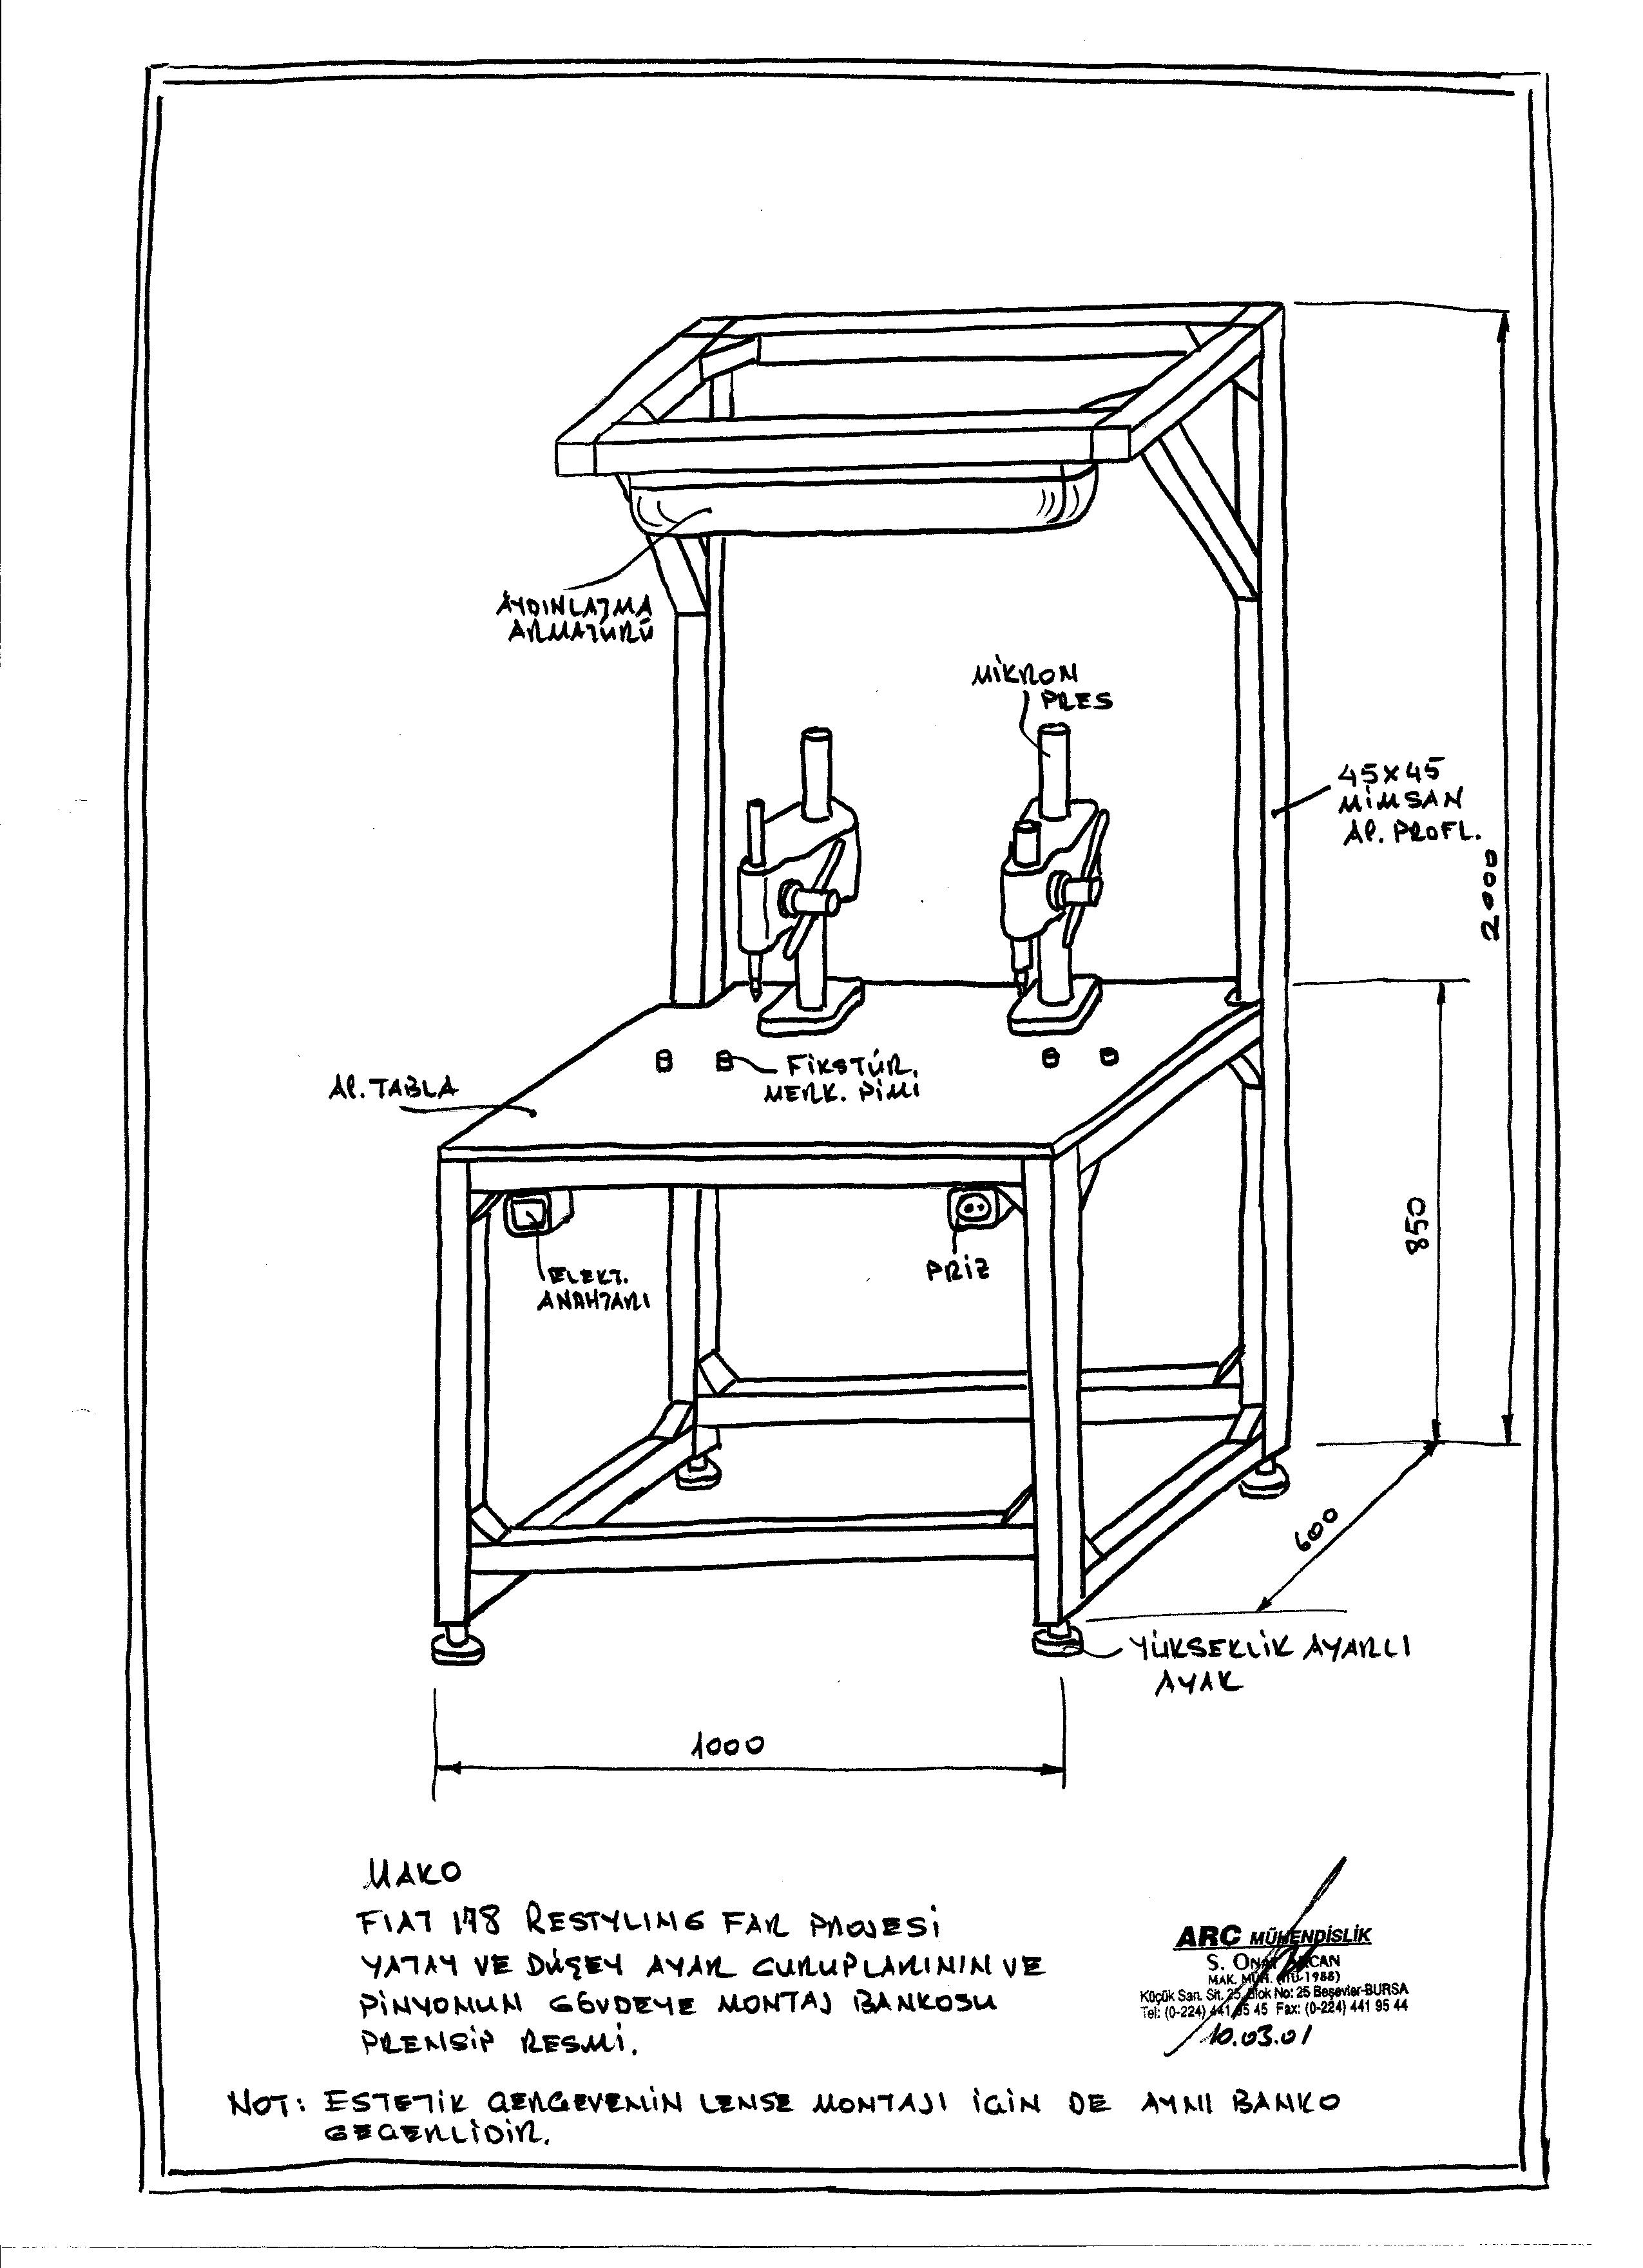 AYDINLATMA
ARMATÜRÜ
MİKRON
PRES
45x45
MİMSAN
AL. PROFL.
2000
FİKSTÜR.
MERK. PİMİ
AL. TABLA
850
ELEKT.
ANAHTARI
PRİZ
600
YÜKSEKLİK AYARLI
AYAK
1000
MAKO
FIAT 178 RESTYLING FAR PROJESİ
YATAY VE DÜŞEY AYAR GURUPLARININ VE
PİNYONUN GÖVDEYE MONTAJ BANKOSU
PRENSİP RESMİ.
ARC MÜHENDİSLİK
S. ONAT ARCAN
MAK. MÜH. (İTÜ-1988)
Küçük San. Sit. 25. Blok No: 25 Beşevler-BURSA
Tel: (0-224) 441 95 45 Fax: (0-224) 441 95 44
10.03.01
NOT: ESTETİK ÇERÇEVENİN LENSE MONTAJI İÇİN DE AYNI BANKO
GEÇERLİDİR.